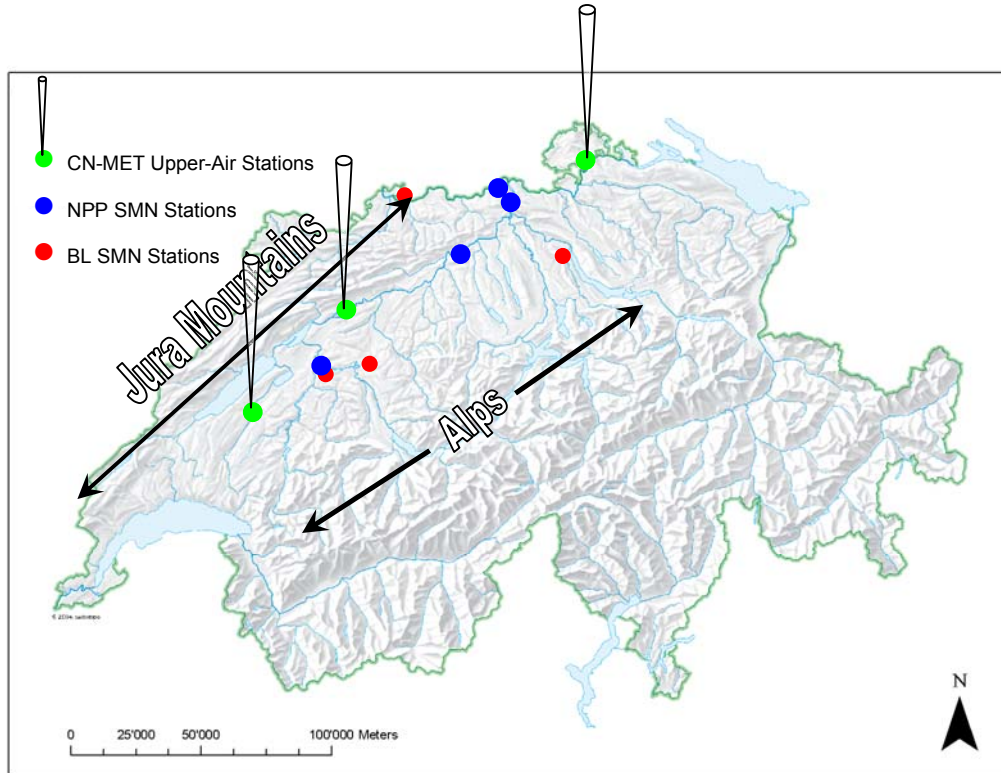 CN-MET Upper-Air Stations
NPP SMN Stations
BL SMN Stations
Jura Mountains
Alps
0 25'000 50'000 100'000 Meters
N